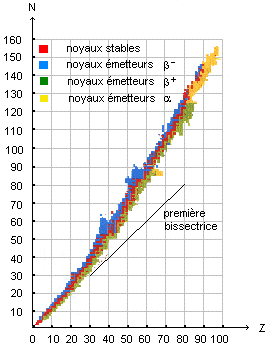 N
160
150
140
130
120
110
100
90
80
70
60
50
40
30
20
10
noyaux stables
noyaux émetteurs β⁻
noyaux émetteurs β⁺
noyaux émetteurs α
première
bissectrice
0 10 20 30 40 50 60 70 80 90 100 Z